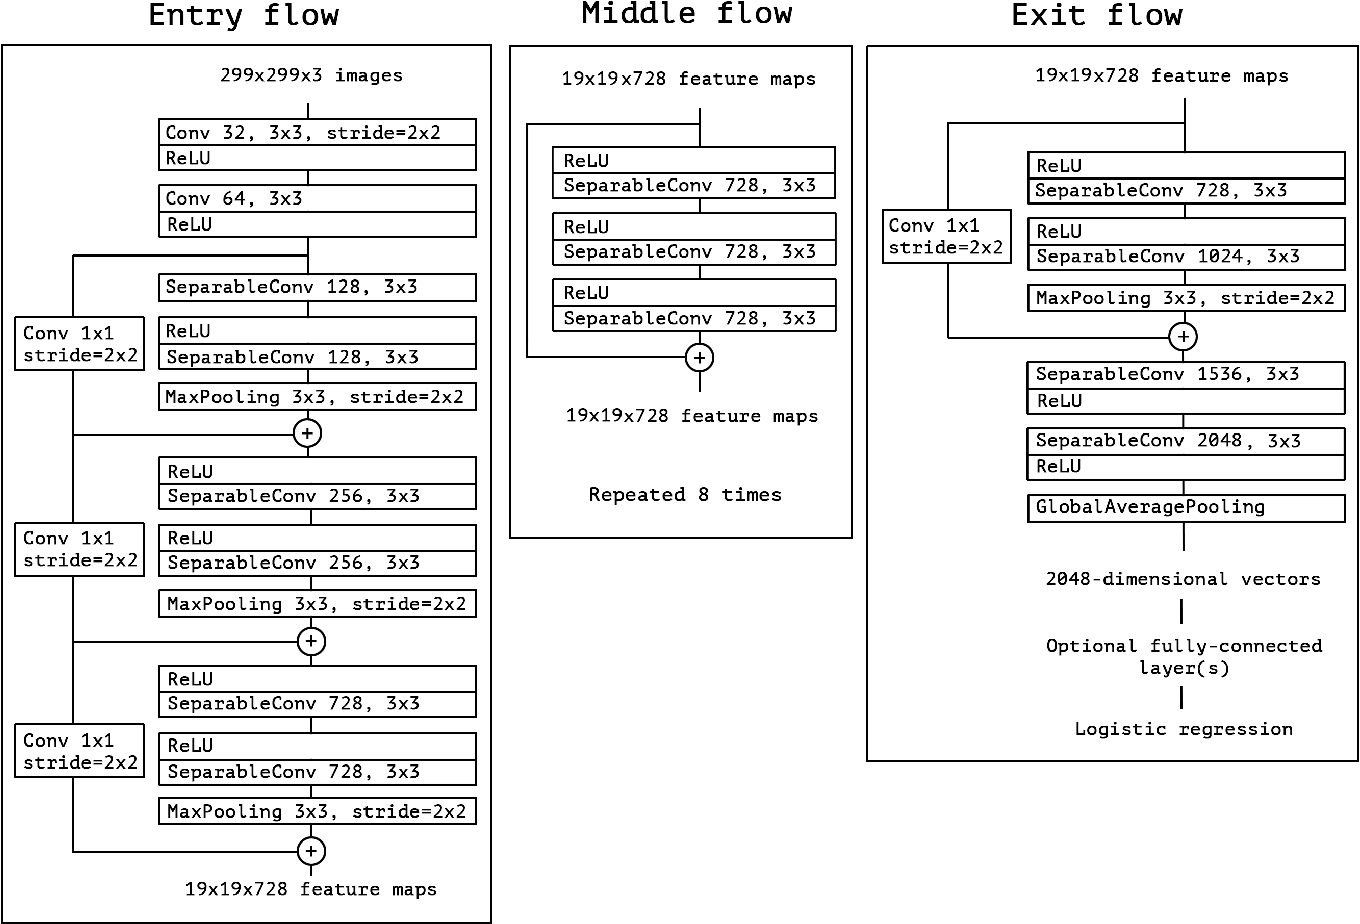 Entry flow
299x299x3 images
Conv 32, 3x3, stride=2x2
ReLU
Conv 64, 3x3
ReLU
SeparableConv 128, 3x3
Conv 1x1
stride=2x2
ReLU
SeparableConv 128, 3x3
MaxPooling 3x3, stride=2x2
+
ReLU
SeparableConv 256, 3x3
Conv 1x1
stride=2x2
ReLU
SeparableConv 256, 3x3
MaxPooling 3x3, stride=2x2
+
ReLU
SeparableConv 728, 3x3
Conv 1x1
stride=2x2
ReLU
SeparableConv 728, 3x3
MaxPooling 3x3, stride=2x2
+
19x19x728 feature maps
Middle flow
19x19x728 feature maps
ReLU
SeparableConv 728, 3x3
ReLU
SeparableConv 728, 3x3
ReLU
SeparableConv 728, 3x3
+
19x19x728 feature maps
Repeated 8 times
Exit flow
19x19x728 feature maps
ReLU
SeparableConv 728, 3x3
Conv 1x1
stride=2x2
ReLU
SeparableConv 1024, 3x3
MaxPooling 3x3, stride=2x2
+
SeparableConv 1536, 3x3
ReLU
SeparableConv 2048, 3x3
ReLU
GlobalAveragePooling
2048-dimensional vectors
Optional fully-connected
layer(s)
Logistic regression